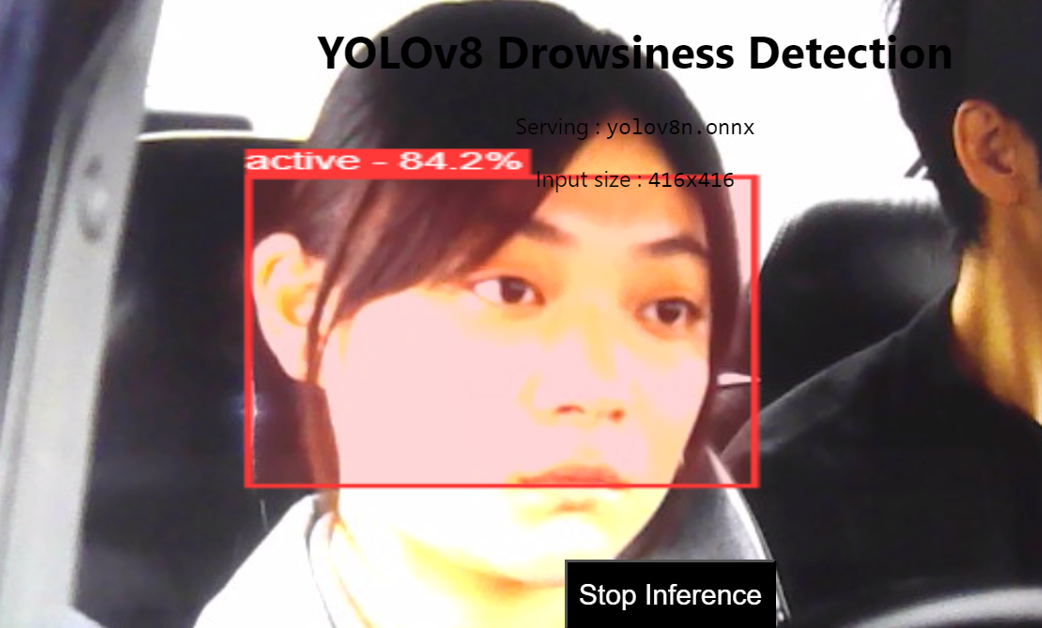 YOLOv8 Drowsiness Detection
Serving : yolov8n.onnx
active - 84.2%
Input size : 416x416
Stop Inference